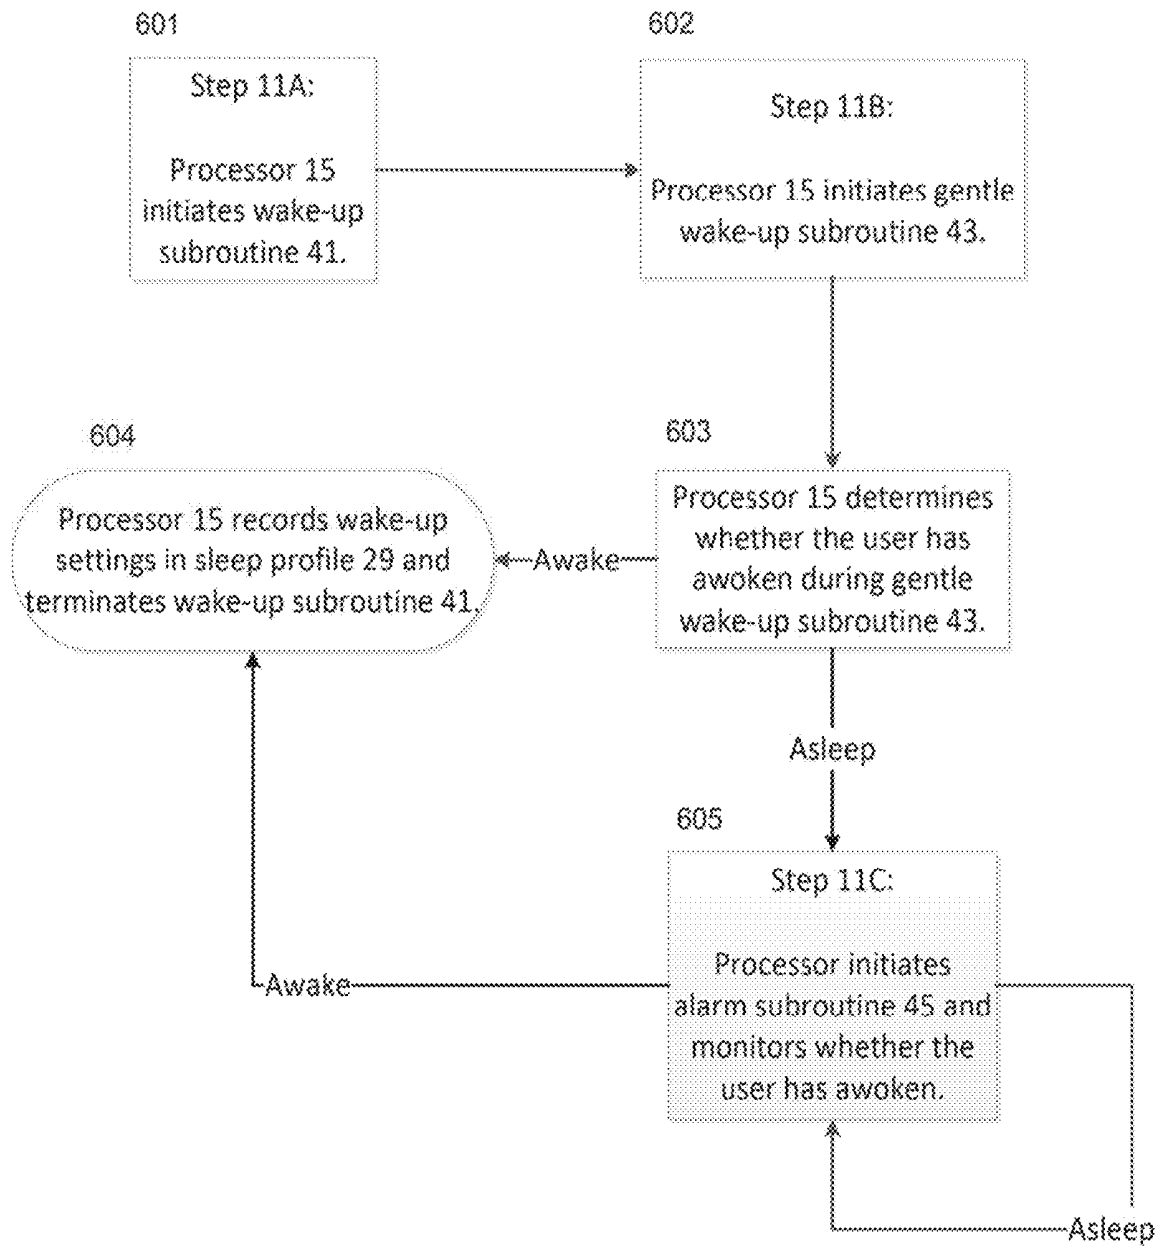 601
Step 11A:
Processor 15
initiates wake-up
subroutine 41.
602
Step 11B:
Processor 15 initiates gentle
wake-up subroutine 43.
603
Processor 15 determines
whether the user has
awoken during gentle
wake-up subroutine 43.
Awake
604
Processor 15 records wake-up
settings in sleep profile 29 and
terminates wake-up subroutine 41.
Asleep
605
Step 11C:
Processor initiates
alarm subroutine 45 and
monitors whether the
user has awoken.
Awake
Asleep